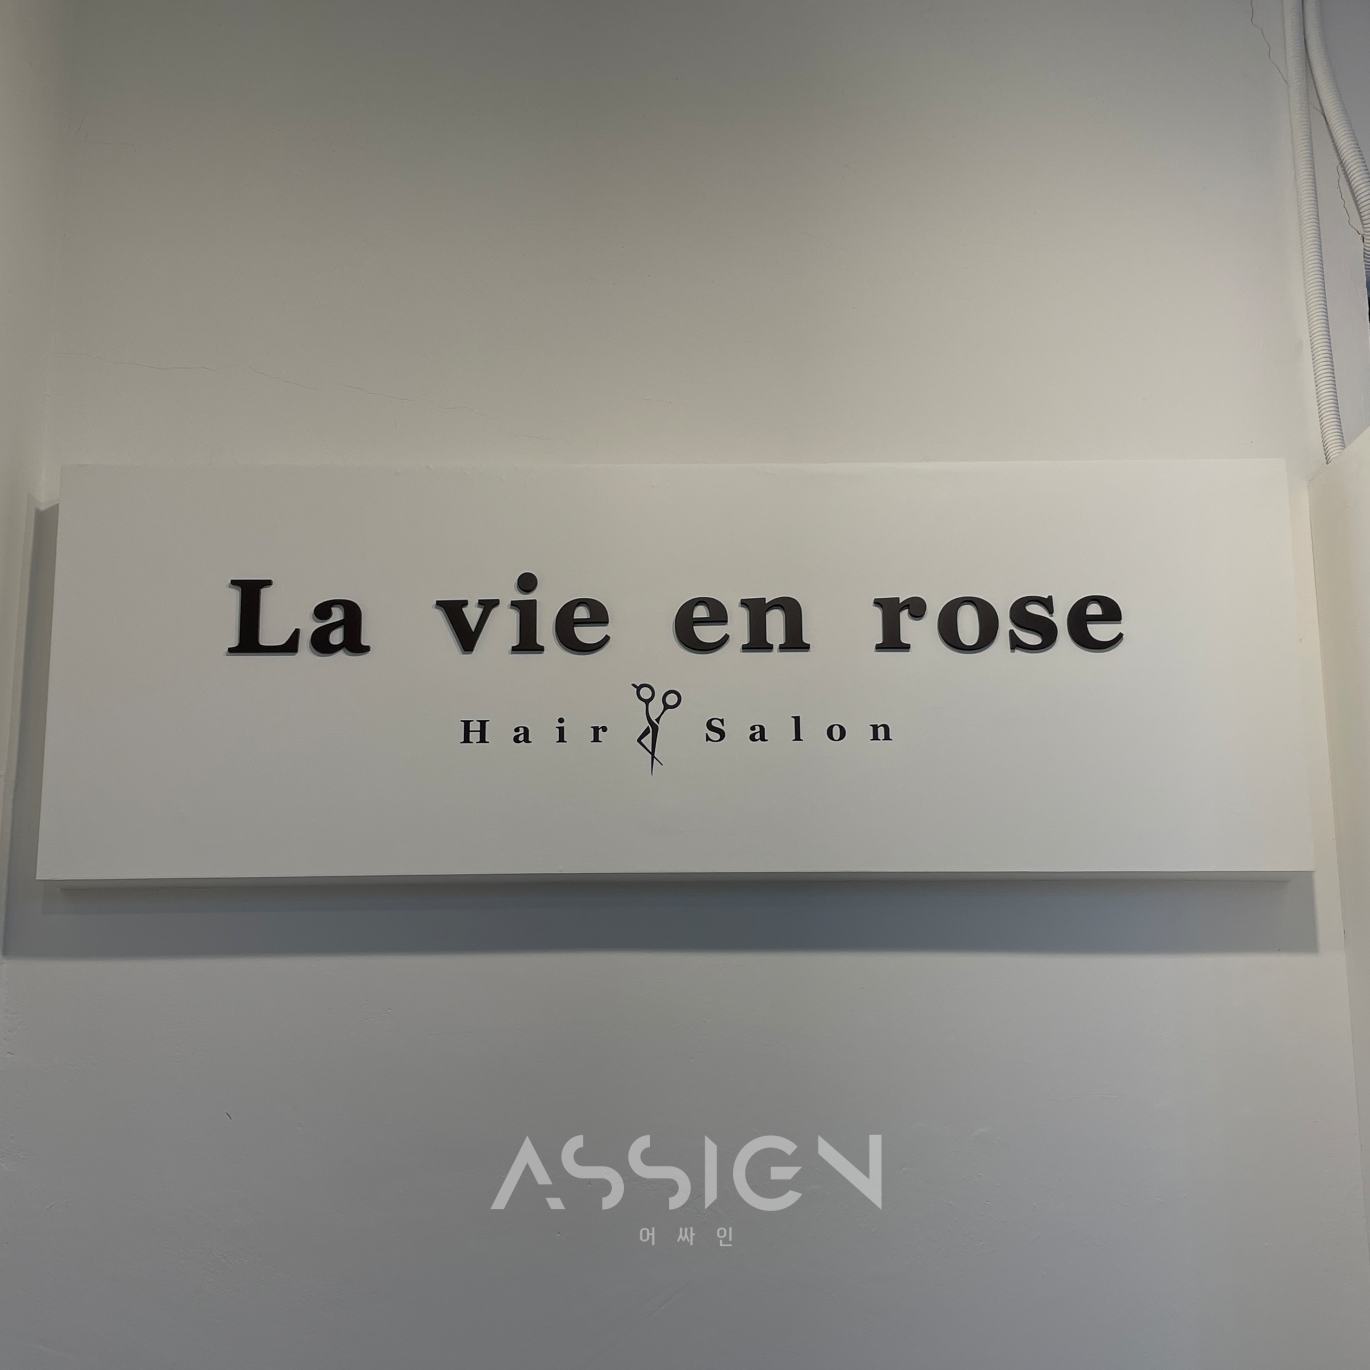 La vie en rose
Hair Salon
ASSIGN
어싸인